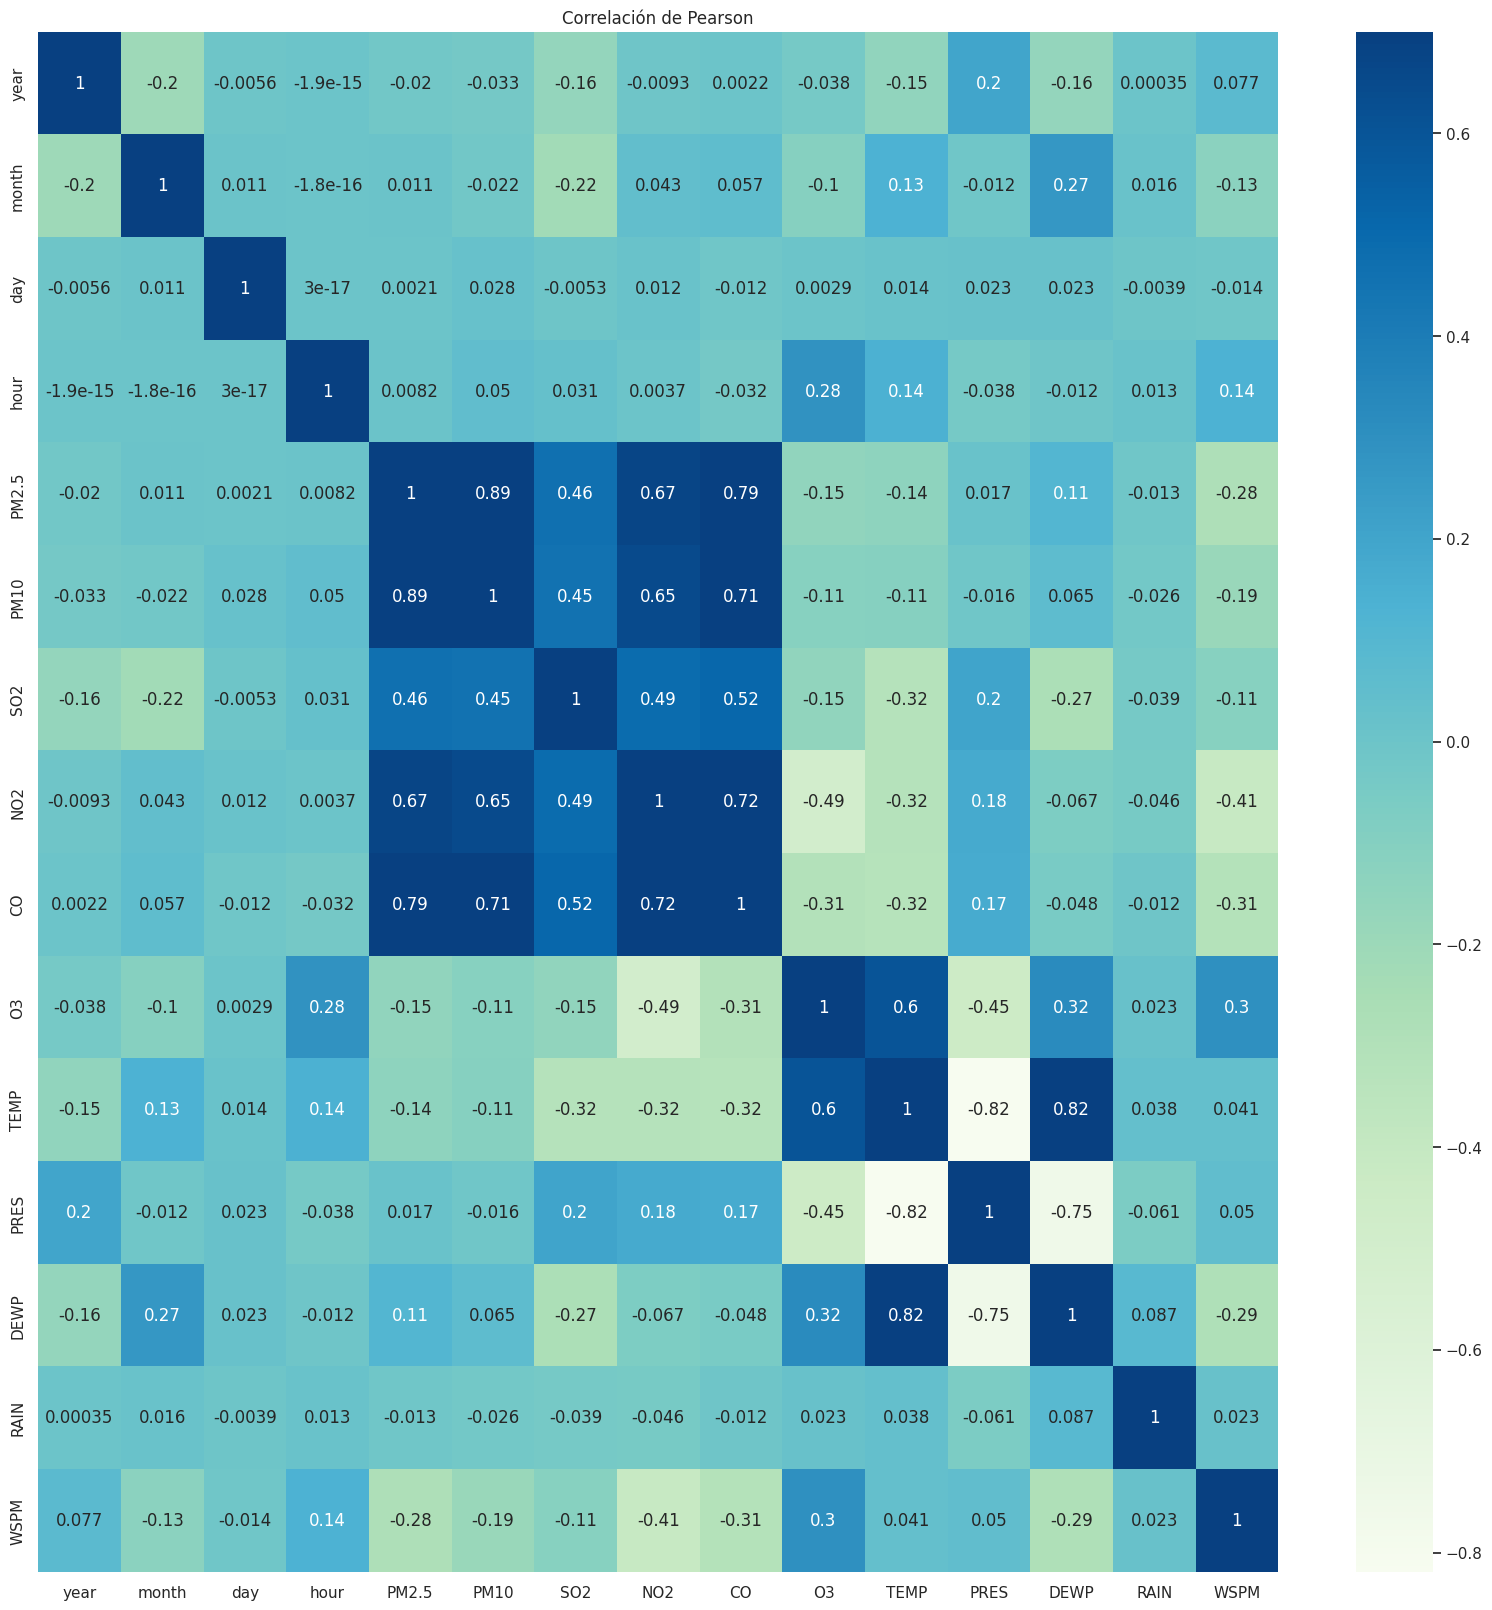 Correlación de Pearson
year 1 -0.2 -0.0056 -1.9e-15 -0.02 -0.033 -0.16 -0.0093 0.0022 -0.038 -0.15 0.2 -0.16 0.00035 0.077
month -0.2 1 0.011 -1.8e-16 0.011 -0.022 -0.22 0.043 0.057 -0.1 0.13 -0.012 0.27 0.016 -0.13
day -0.0056 0.011 1 3e-17 0.0021 0.028 -0.0053 0.012 -0.012 0.0029 0.014 0.023 0.023 -0.0039 -0.014
hour -1.9e-15 -1.8e-16 3e-17 1 0.0082 0.05 0.031 0.0037 -0.032 0.28 0.14 -0.038 -0.012 0.013 0.14
PM2.5 -0.02 0.011 0.0021 0.0082 1 0.89 0.46 0.67 0.79 -0.15 -0.14 0.017 0.11 -0.013 -0.28
PM10 -0.033 -0.022 0.028 0.05 0.89 1 0.45 0.65 0.71 -0.11 -0.11 -0.016 0.065 -0.026 -0.19
SO2 -0.16 -0.22 -0.0053 0.031 0.46 0.45 1 0.49 0.52 -0.15 -0.32 0.2 -0.27 -0.039 -0.11
NO2 -0.0093 0.043 0.012 0.0037 0.67 0.65 0.49 1 0.72 -0.49 -0.32 0.18 -0.067 -0.046 -0.41
CO 0.0022 0.057 -0.012 -0.032 0.79 0.71 0.52 0.72 1 -0.31 -0.32 0.17 -0.048 -0.012 -0.31
O3 -0.038 -0.1 0.0029 0.28 -0.15 -0.11 -0.15 -0.49 -0.31 1 0.6 -0.45 0.32 0.023 0.3
TEMP -0.15 0.13 0.014 0.14 -0.14 -0.11 -0.32 -0.32 -0.32 0.6 1 -0.82 0.82 0.038 0.041
PRES 0.2 -0.012 0.023 -0.038 0.017 -0.016 0.2 0.18 0.17 -0.45 -0.82 1 -0.75 -0.061 0.05
DEWP -0.16 0.27 0.023 -0.012 0.11 0.065 -0.27 -0.067 -0.048 0.32 0.82 -0.75 1 0.087 -0.29
RAIN 0.00035 0.016 -0.0039 0.013 -0.013 -0.026 -0.039 -0.046 -0.012 0.023 0.038 -0.061 0.087 1 0.023
WSPM 0.077 -0.13 -0.014 0.14 -0.28 -0.19 -0.11 -0.41 -0.31 0.3 0.041 0.05 -0.29 0.023 1
year month day hour PM2.5 PM10 SO2 NO2 CO O3 TEMP PRES DEWP RAIN WSPM
0.6
0.4
0.2
0.0
−0.2
−0.4
−0.6
−0.8